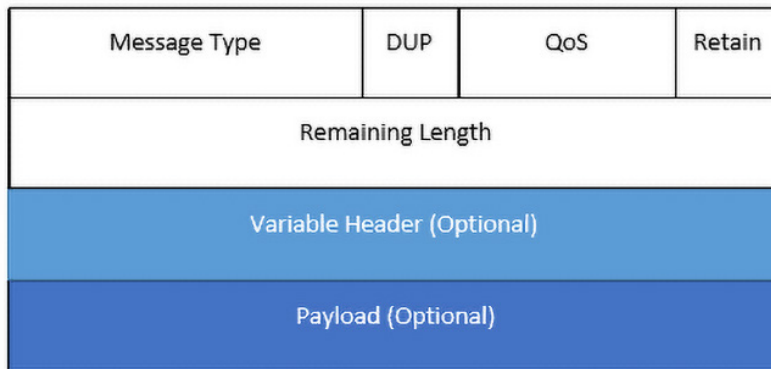 Message Type DUP QoS Retain
Remaining Length
Variable Header (Optional)
Payload (Optional)